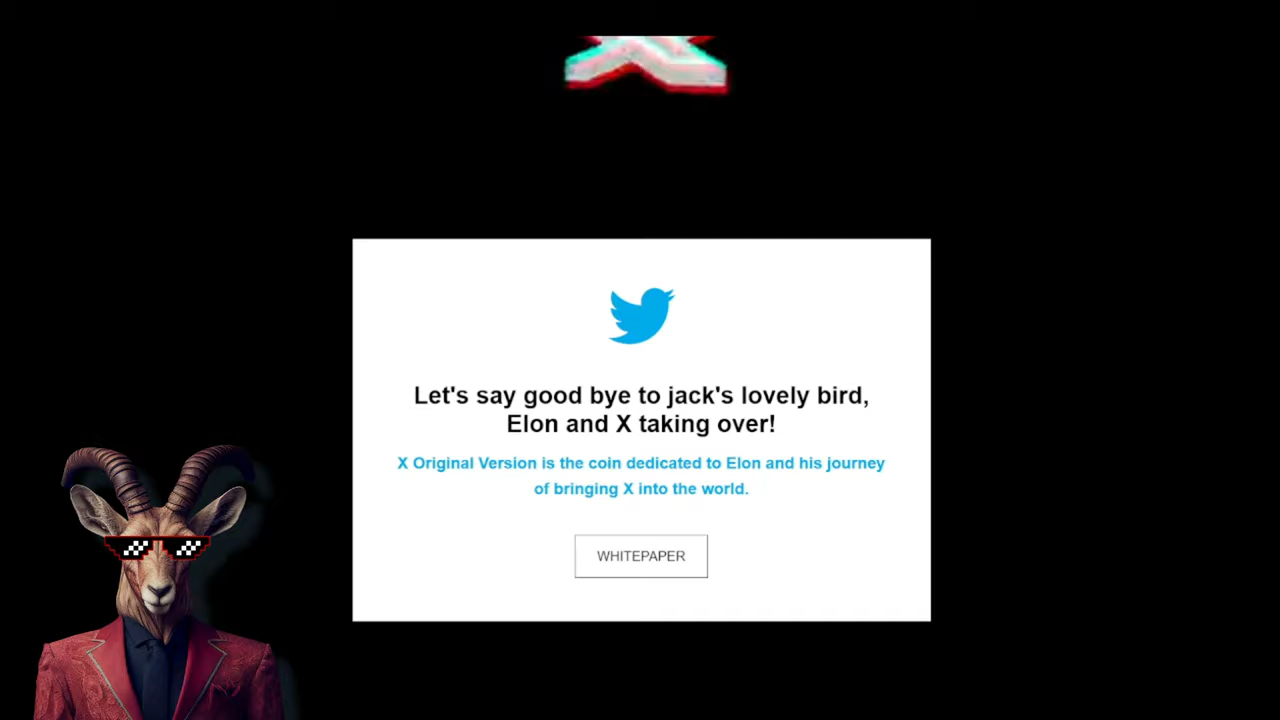 Let's say good bye to jack's lovely bird,
Elon and X taking over!
X Original Version is the coin dedicated to Elon and his journey
of bringing X into the world.
WHITEPAPER